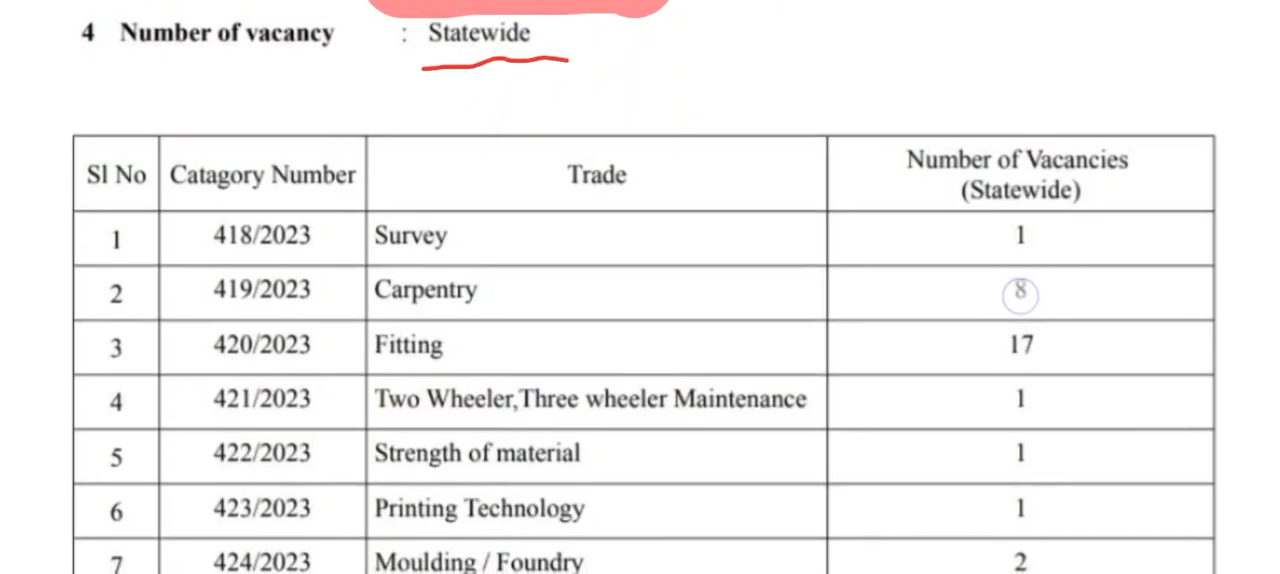 4 Number of vacancy : Statewide
Sl No Catagory Number Trade Number of Vacancies (Statewide)
1 418/2023 Survey 1
2 419/2023 Carpentry 8
3 420/2023 Fitting 17
4 421/2023 Two Wheeler,Three wheeler Maintenance 1
5 422/2023 Strength of material 1
6 423/2023 Printing Technology 1
7 424/2023 Moulding / Foundry 2